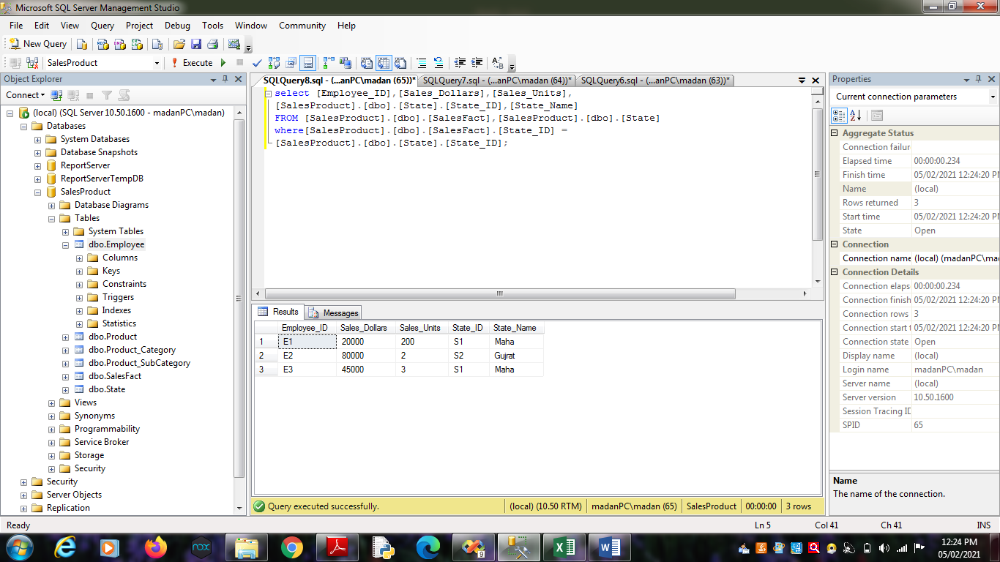 Microsoft SQL Server Management Studio
File Edit View Query Project Debug Tools Window Community Help
New Query
SalesProduct Execute
Object Explorer
Connect
(local) (SQL Server 10.50.1600 - madanPC\madan)
Databases
System Databases
Database Snapshots
ReportServer
ReportServerTempDB
SalesProduct
Database Diagrams
Tables
System Tables
dbo.Employee
Columns
Keys
Constraints
Triggers
Indexes
Statistics
dbo.Product
dbo.Product_Category
dbo.Product_SubCategory
dbo.SalesFact
dbo.State
Views
Synonyms
Programmability
Service Broker
Storage
Security
Security
Server Objects
Replication
SQLQuery8.sql - (...anPC\madan (65))* SQLQuery7.sql - (...anPC\madan (64))* SQLQuery6.sql - (...anPC\madan (63))*
select [Employee_ID],[Sales_Dollars],[Sales_Units],
[SalesProduct].[dbo].[State].[State_ID],[State_Name]
FROM [SalesProduct].[dbo].[SalesFact],[SalesProduct].[dbo].[State]
where[SalesProduct].[dbo].[SalesFact].[State_ID] =
[SalesProduct].[dbo].[State].[State_ID];
Results Messages
Employee_ID Sales_Dollars Sales_Units State_ID State_Name
1 E1 20000 200 S1 Maha
2 E2 80000 2 S2 Gujrat
3 E3 45000 3 S1 Maha
Query executed successfully. (local) (10.50 RTM) madanPC\madan (65) SalesProduct 00:00:00 3 rows
Properties
Current connection parameters
Aggregate Status
Connection failur
Elapsed time 00:00:00.234
Finish time 05/02/2021 12:24:20 PM
Name (local)
Rows returned 3
Start time 05/02/2021 12:24:20 PM
State Open
Connection
Connection name (local) (madanPC\ma
Connection Details
Connection elaps 00:00:00.234
Connection finish 05/02/2021 12:24:20 PM
Connection rows 3
Connection start t 05/02/2021 12:24:20 PM
Connection state Open
Display name (local)
Login name madanPC\madan
Server name (local)
Server version 10.50.1600
Session Tracing ID
SPID 65
Name
The name of the connection.
Ready Ln 5 Col 41 Ch 41 INS
nox
12:24 PM
05/02/2021